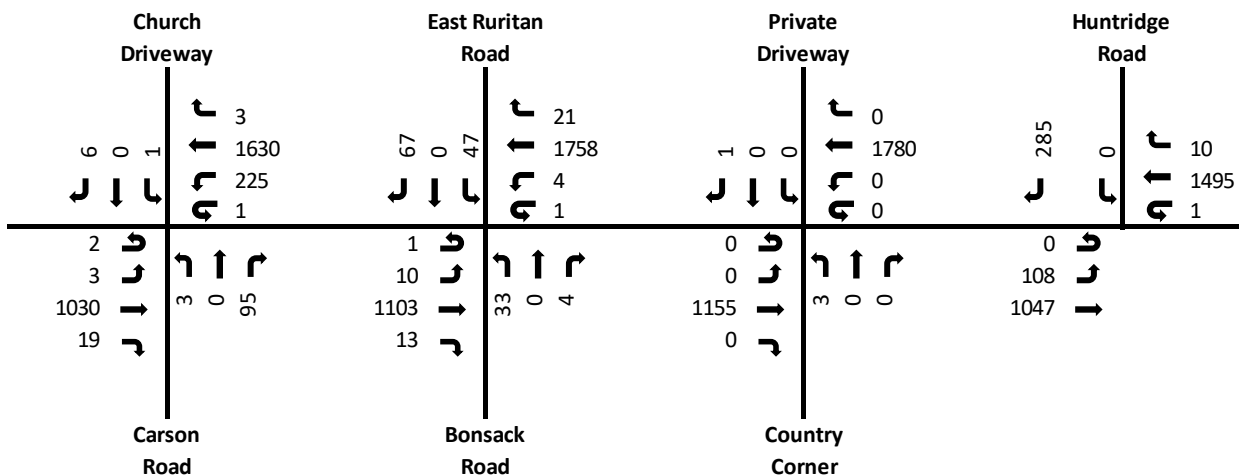 Church
Driveway
East Ruritan
Road
Private
Driveway
Huntridge
Road
6 0 1
3
1630
225
1
67 0 47
21
1758
4
1
1 0 0
0
1780
0
0
285 0
10
1495
1
2
3
1030
19
3 0 95
1
10
1103
13
33 0 4
0
0
1155
0
3 0 0
0
108
1047
Carson
Road
Bonsack
Road
Country
Corner